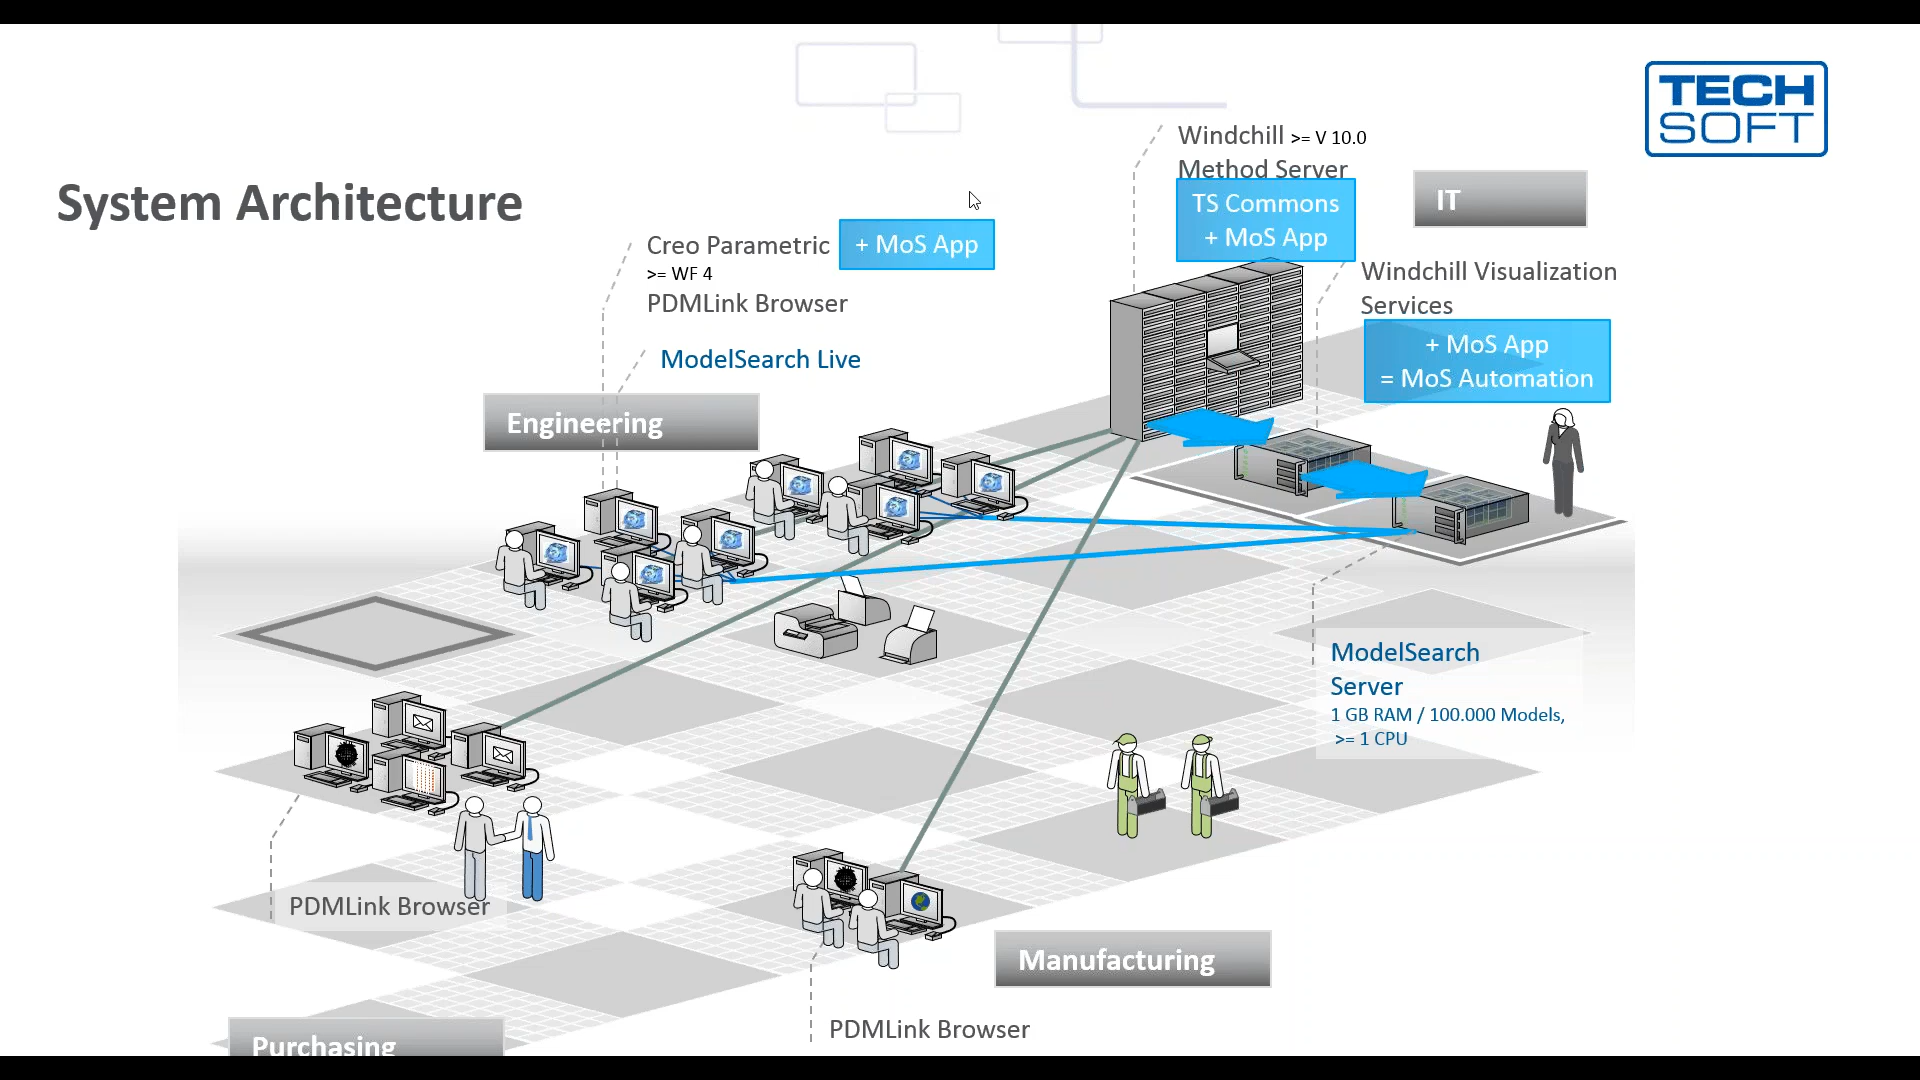 TECH
SOFT
System Architecture
Windchill >= V 10.0
Method Server
TS Commons
+ MoS App
IT
Creo Parametric + MoS App
>= WF 4
PDMLink Browser
Windchill Visualization
Services
+ MoS App
= MoS Automation
ModelSearch Live
Engineering
ModelSearch
Server
1 GB RAM / 100.000 Models,
>= 1 CPU
PDMLink Browser
Manufacturing
PDMLink Browser
Purchasing